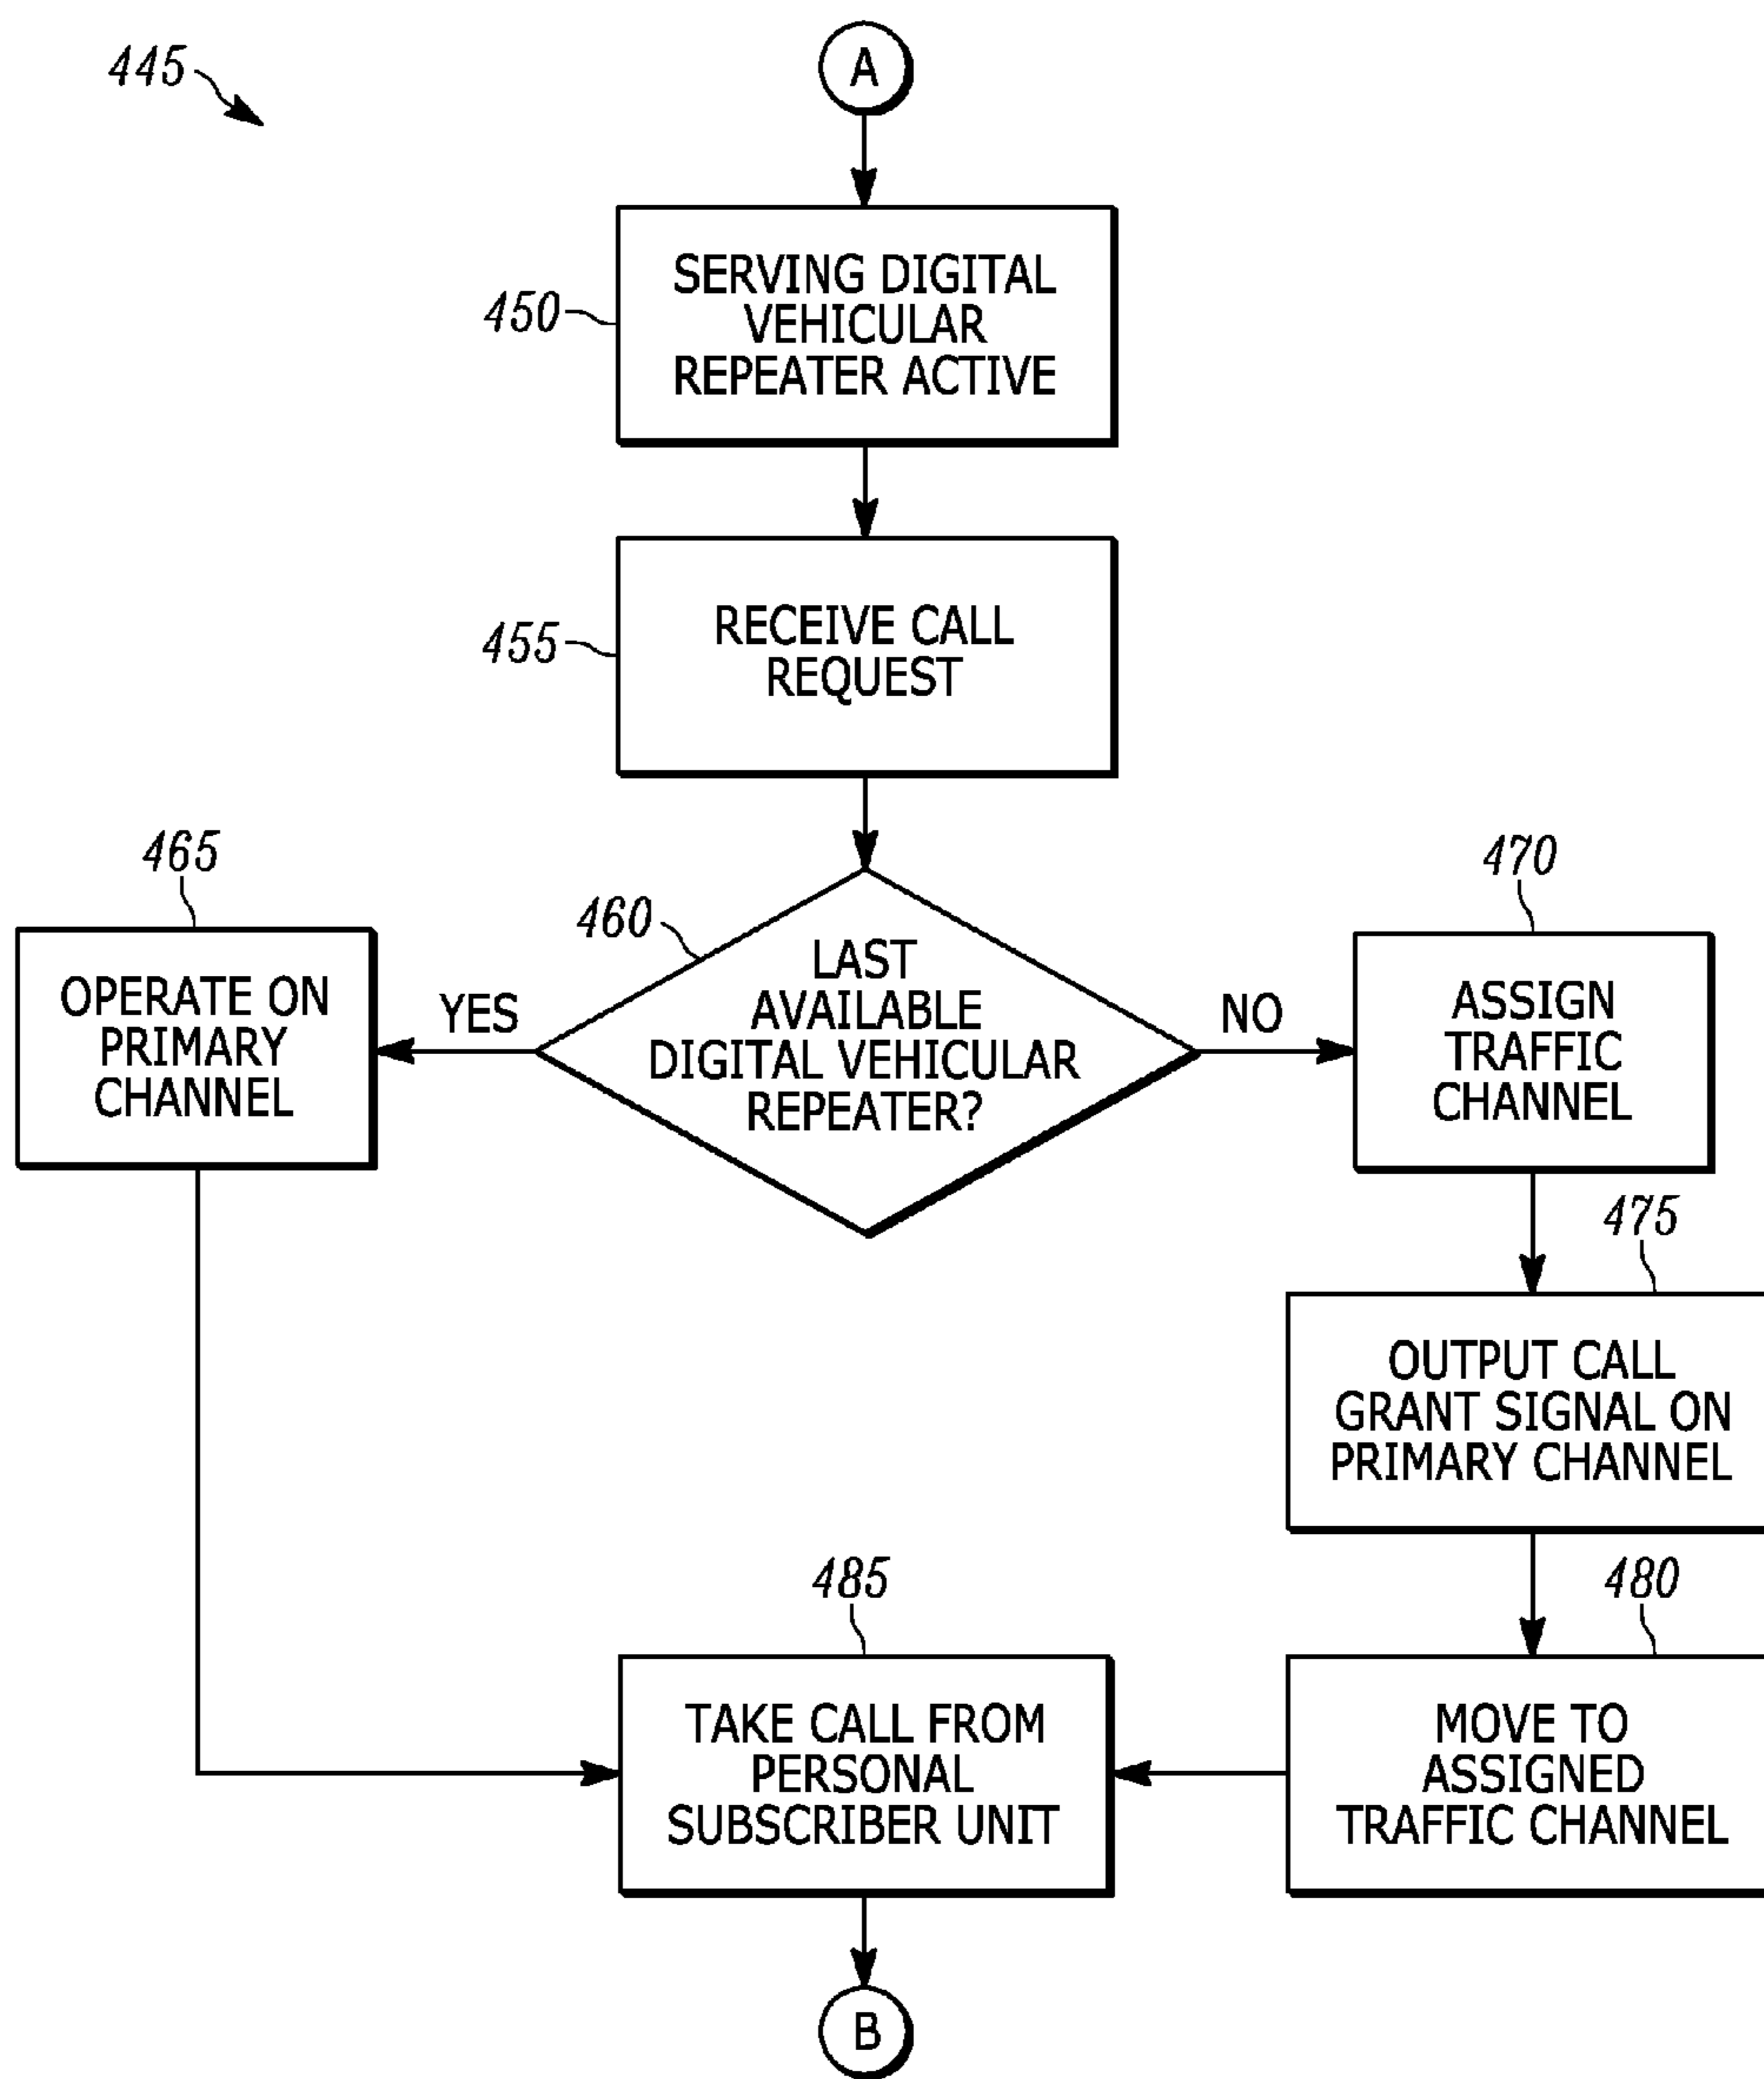 445
A
450
SERVING DIGITAL
VEHICULAR
REPEATER ACTIVE
455
RECEIVE CALL
REQUEST
460
LAST
AVAILABLE
DIGITAL VEHICULAR
REPEATER?
YES
NO
465
OPERATE ON
PRIMARY
CHANNEL
470
ASSIGN
TRAFFIC
CHANNEL
475
OUTPUT CALL
GRANT SIGNAL ON
PRIMARY CHANNEL
480
MOVE TO
ASSIGNED
TRAFFIC CHANNEL
485
TAKE CALL FROM
PERSONAL
SUBSCRIBER UNIT
B